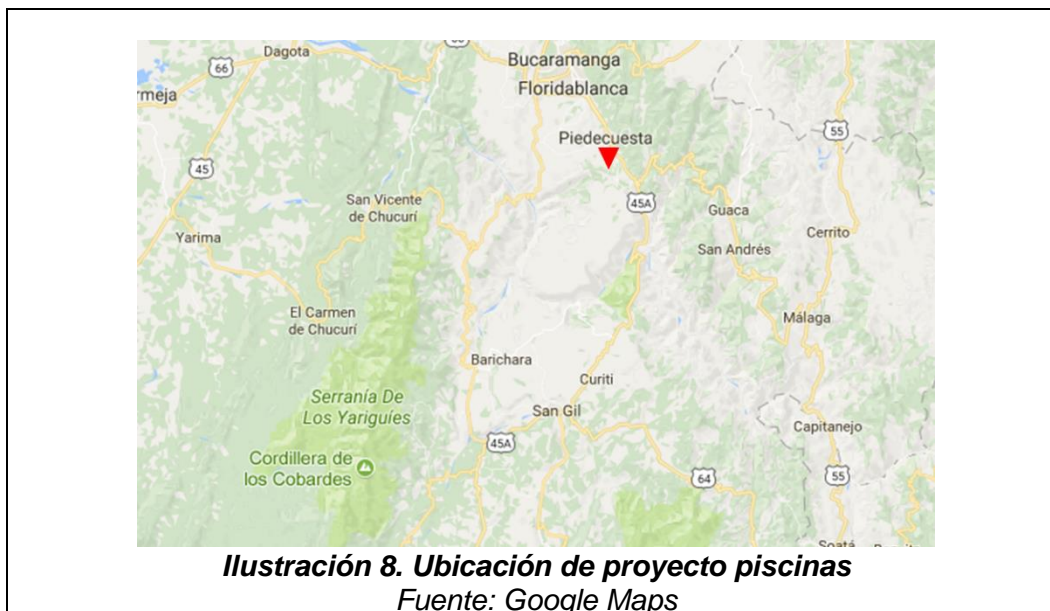 Dagota
66
Bucaramanga
Floridablanca
rmeja
Piedecuesta
55
45
San Vicente
de Chucurí
45A
Guaca
Yarima
San Andrés
Cerrito
El Carmen
de Chucurí
Málaga
Barichara
Curiti
Serranía De
Los Yariguíes
San Gil
Capitanejo
45A
Cordillera de
los Cobardes
64
55
Soatá
Ilustración 8. Ubicación de proyecto piscinas
Fuente: Google Maps